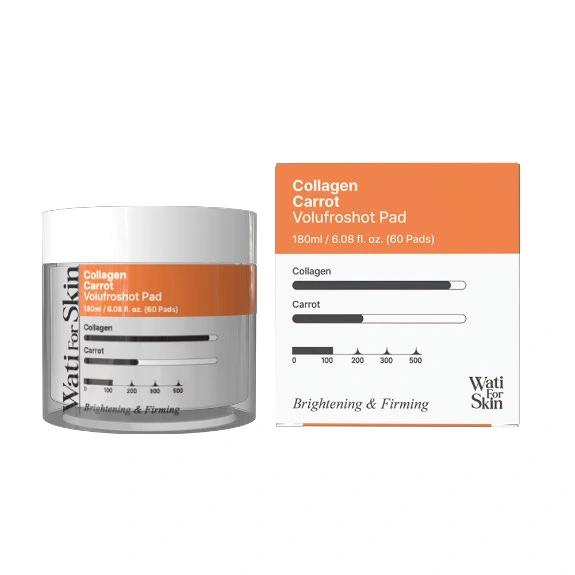 Wati For Skin
Collagen
Carrot
Volufroshot Pad
180ml / 6.08 fl. oz. (60 Pads)
Collagen
Carrot
0 100 200 300 500
Brightening & Firming
Collagen
Carrot
Volufroshot Pad
180ml / 6.08 fl. oz. (60 Pads)
Collagen
Carrot
0 100 200 300 500
Brightening & Firming
Wati
For
Skin